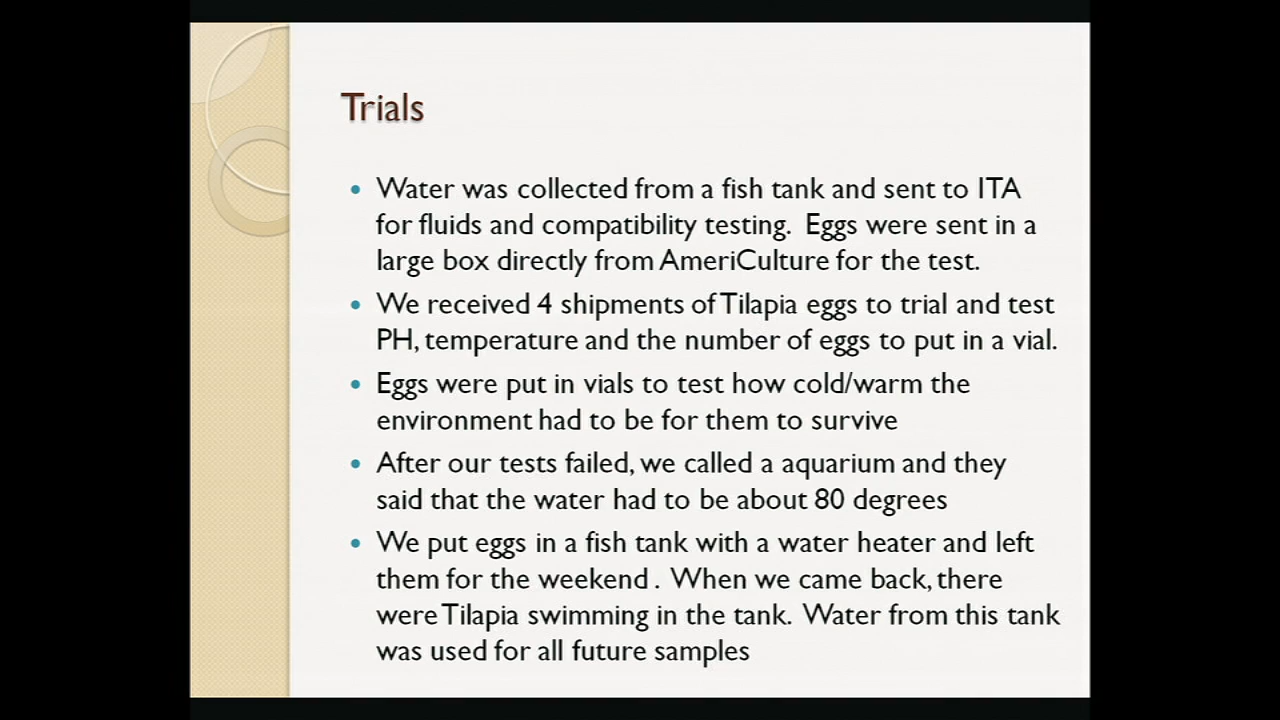 Trials
• Water was collected from a fish tank and sent to ITA
for fluids and compatibility testing.  Eggs were sent in a
large box directly from AmeriCulture for the test.
• We received 4 shipments of Tilapia eggs to trial and test
PH, temperature and the number of eggs to put in a vial.
• Eggs were put in vials to test how cold/warm the
environment had to be for them to survive
• After our tests failed, we called a aquarium and they
said that the water had to be about 80 degrees
• We put eggs in a fish tank with a water heater and left
them for the weekend .  When we came back, there
were Tilapia swimming in the tank.  Water from this tank
was used for all future samples